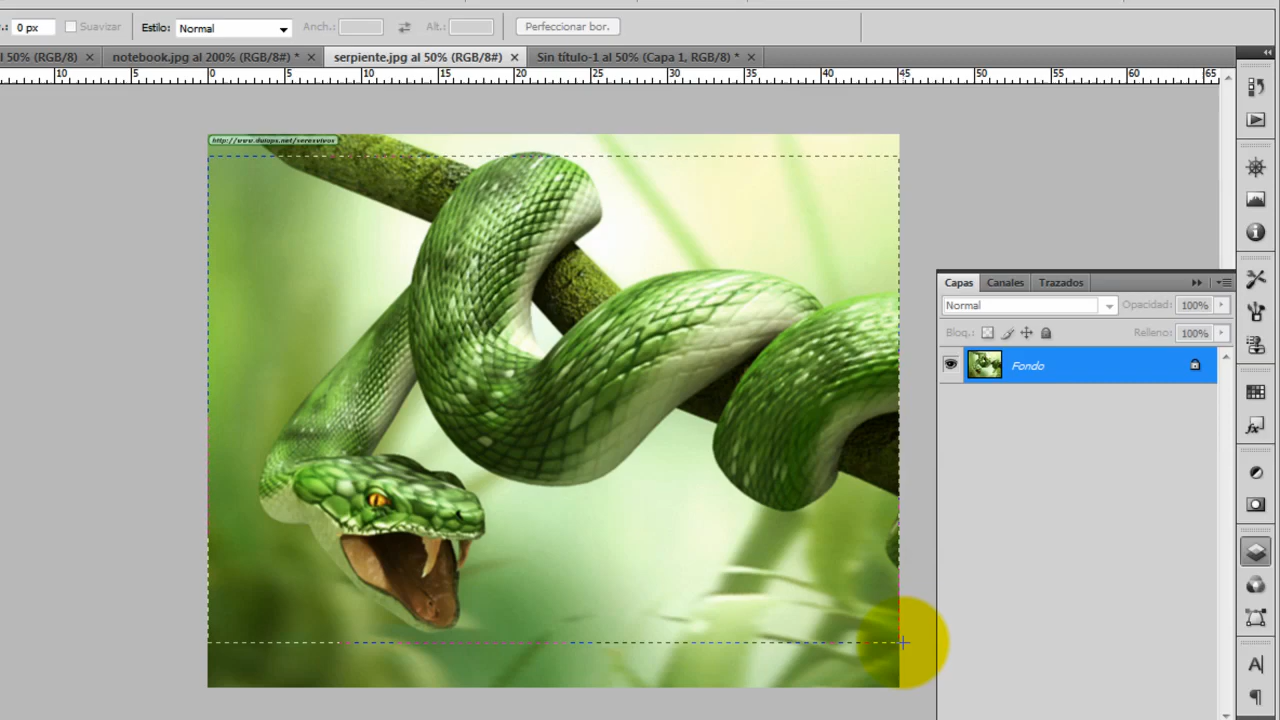 .: 0 px Suavizar Estilo: Normal Anch.: Alt.: Perfeccionar bor.
l 50% (RGB/8) × notebook.jpg al 200% (RGB/8#) * × serpiente.jpg al 50% (RGB/8#) × Sin título-1 al 50% (Capa 1, RGB/8) * ×
10 5 0 5 10 15 20 25 30 35 40 45 50 55 60 65
Capas Canales Trazados
Normal Opacidad: 100%
Bloq.: Relleno: 100%
Fondo